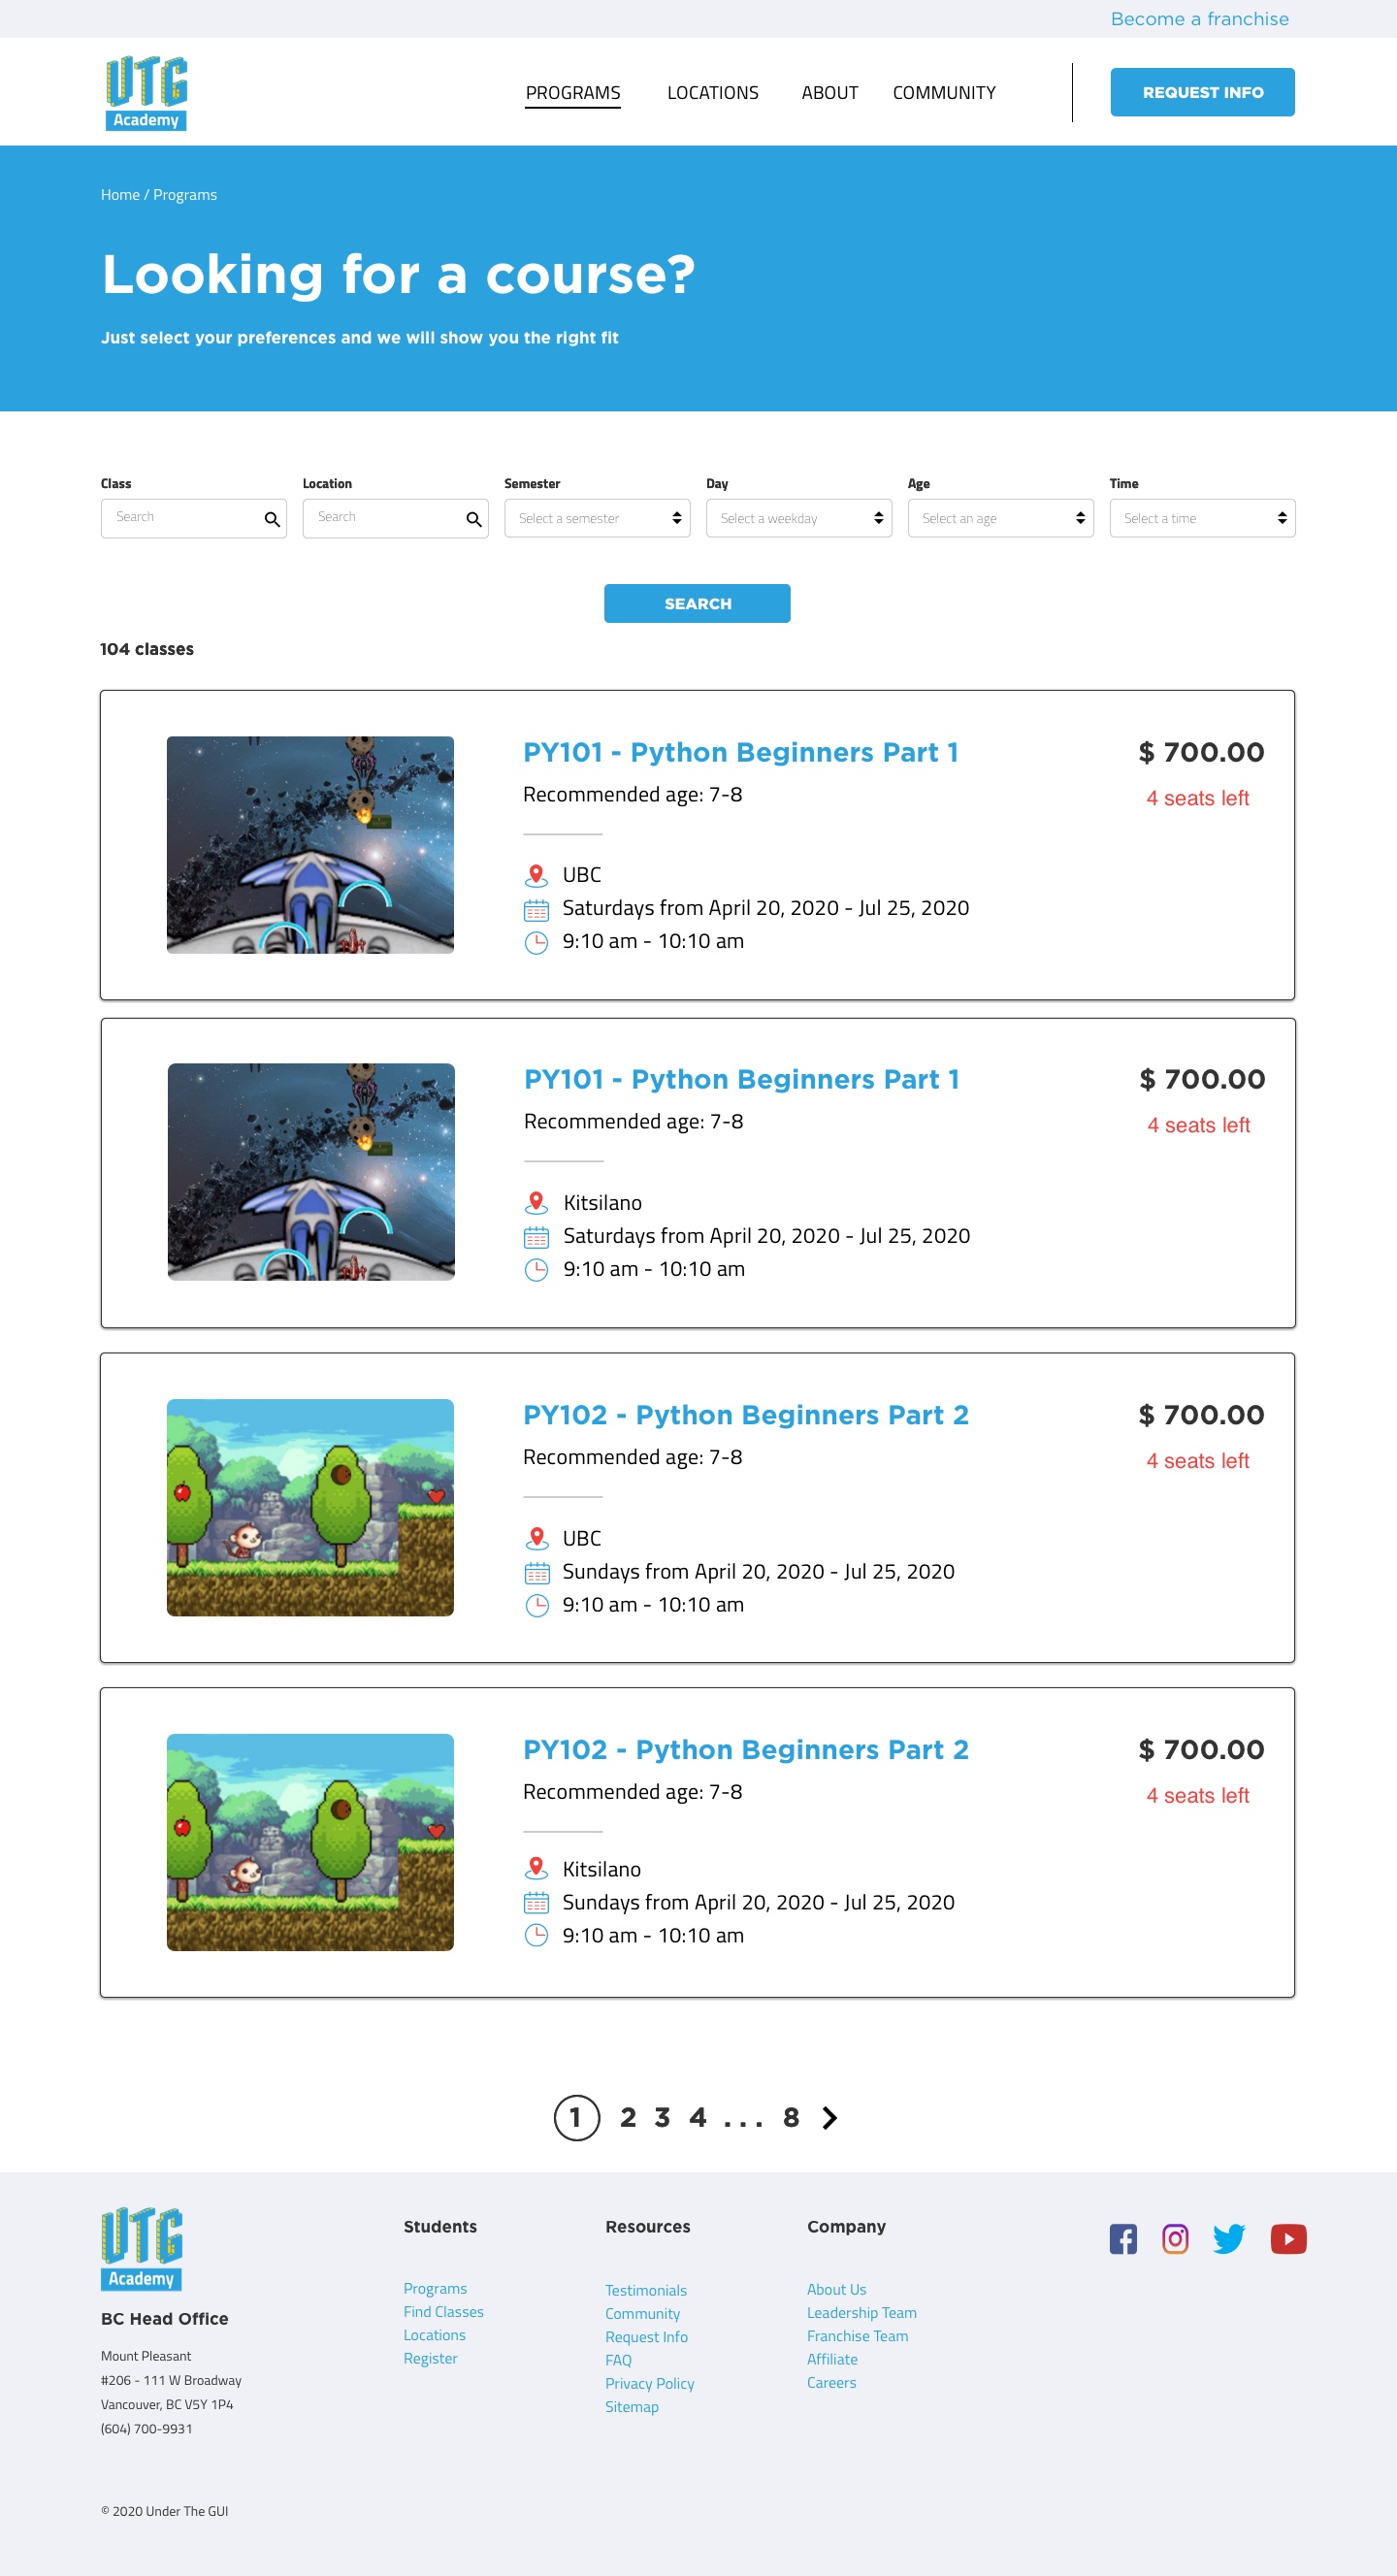 Become a franchise
UTG
Academy
PROGRAMS
LOCATIONS
ABOUT
COMMUNITY
REQUEST INFO
Home / Programs
Looking for a course?
Just select your preferences and we will show you the right fit
Class
Location
Semester
Day
Age
Time
Search
Search
Select a semester
Select a weekday
Select an age
Select a time
SEARCH
104 classes
PY101 - Python Beginners Part 1
$ 700.00
Recommended age: 7-8
4 seats left
UBC
Saturdays from April 20, 2020 - Jul 25, 2020
9:10 am - 10:10 am
PY101 - Python Beginners Part 1
$ 700.00
Recommended age: 7-8
4 seats left
Kitsilano
Saturdays from April 20, 2020 - Jul 25, 2020
9:10 am - 10:10 am
PY102 - Python Beginners Part 2
$ 700.00
Recommended age: 7-8
4 seats left
UBC
Sundays from April 20, 2020 - Jul 25, 2020
9:10 am - 10:10 am
PY102 - Python Beginners Part 2
$ 700.00
Recommended age: 7-8
4 seats left
Kitsilano
Sundays from April 20, 2020 - Jul 25, 2020
9:10 am - 10:10 am
1 2 3 4 ... 8
UTG
Academy
BC Head Office
Mount Pleasant
#206 - 111 W Broadway
Vancouver, BC V5Y 1P4
(604) 700-9931
Students
Programs
Find Classes
Locations
Register
Resources
Testimonials
Community
Request Info
FAQ
Privacy Policy
Sitemap
Company
About Us
Leadership Team
Franchise Team
Affiliate
Careers
© 2020 Under The GUI